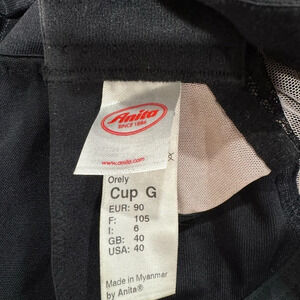 Anita
SINCE 1886
www.anita.com
Orely
Cup G
EUR: 90
F: 105
I: 6
GB: 40
USA: 40
Made in Myanmar
by Anita®